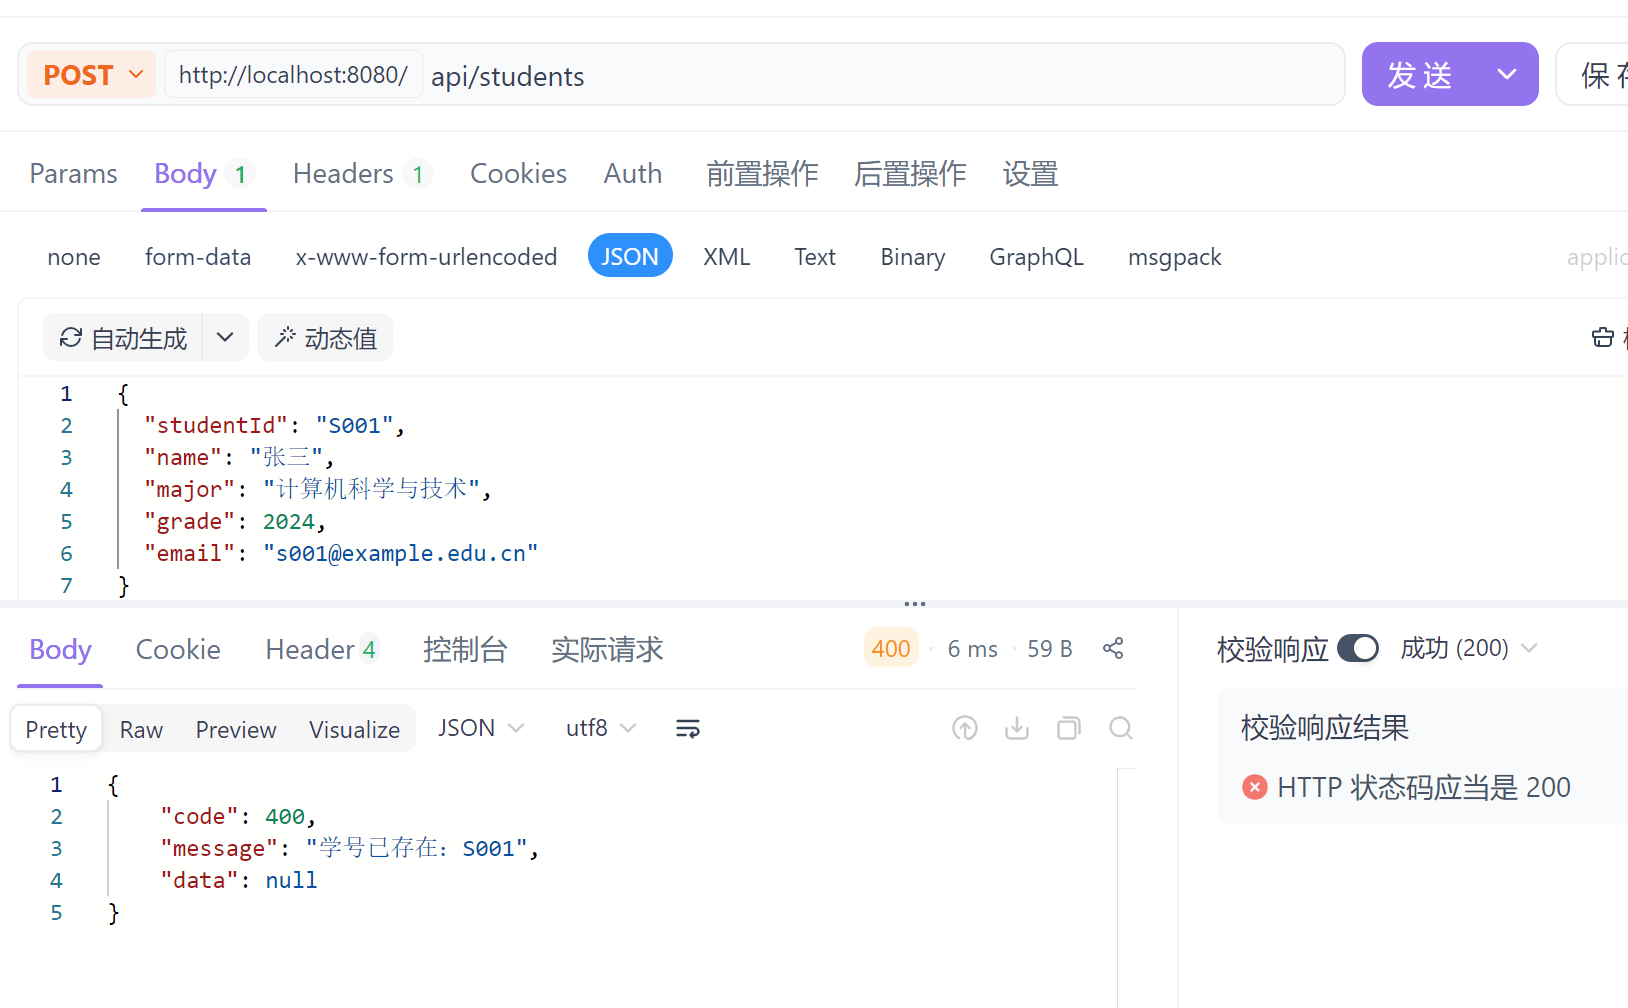 POST http://localhost:8080/ api/students 发 送 保
Params Body 1 Headers 1 Cookies Auth 前置操作 后置操作 设置
none form-data x-www-form-urlencoded JSON XML Text Binary GraphQL msgpack applic
自动生成 动态值
1 {
2 "studentId": "S001",
3 "name": "张三",
4 "major": "计算机科学与技术",
5 "grade": 2024,
6 "email": "s001@example.edu.cn"
7 }
Body Cookie Header 4 控制台 实际请求 400 · 6 ms · 59 B 校验响应 成功 (200)
Pretty Raw Preview Visualize JSON utf8
校验响应结果
HTTP 状态码应当是 200
1 {
2 "code": 400,
3 "message": "学号已存在：S001",
4 "data": null
5 }